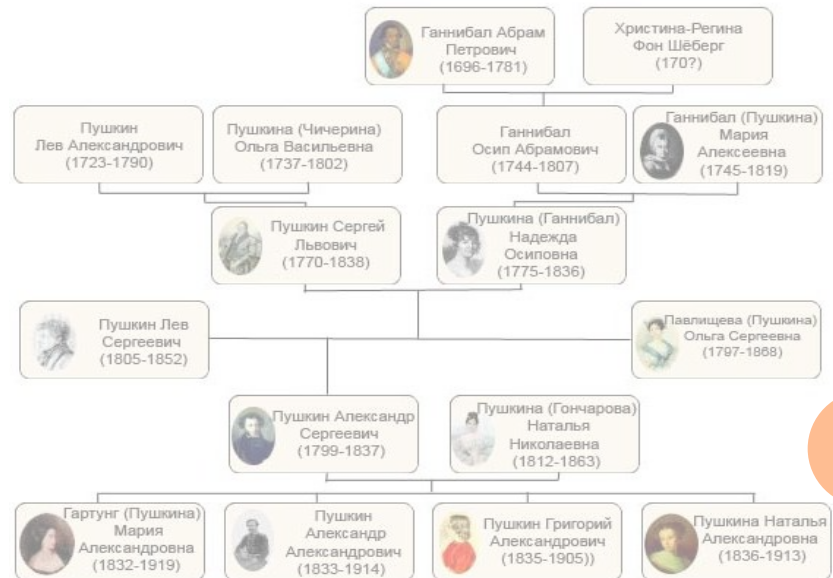 Ганнибал Абрам
Петрович
(1696-1781)
Христина-Регина
Фон Шёберг
(170?)
Пушкин
Лев Александрович
(1723-1790)
Пушкина (Чичерина)
Ольга Васильевна
(1737-1802)
Ганнибал
Осип Абрамович
(1744-1807)
Ганнибал (Пушкина)
Мария
Алексеевна
(1745-1819)
Пушкин Сергей
Львович
(1770-1838)
Пушкина (Ганнибал)
Надежда
Осиповна
(1775-1836)
Пушкин Лев
Сергеевич
(1805-1852)
Павлищева (Пушкина)
Ольга Сергеевна
(1797-1868)
Пушкин Александр
Сергеевич
(1799-1837)
Пушкина (Гончарова)
Наталья
Николаевна
(1812-1863)
Гартунг (Пушкина)
Мария
Александровна
(1832-1919)
Пушкин
Александр
Александрович
(1833-1914)
Пушкин Григорий
Александрович
(1835-1905))
Пушкина Наталья
Александровна
(1836-1913)